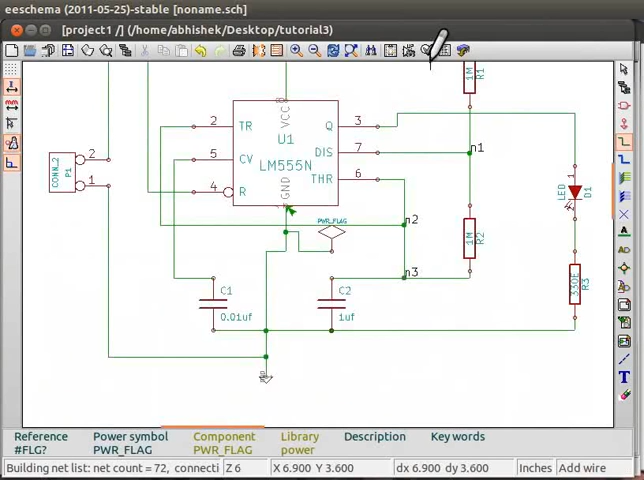 eeschema (2011-05-25)-stable [noname.sch]
[project1 /] (/home/abhishek/Desktop/tutorial3)
1M
R1
VCC
8
2
TR
Q
3
U1
n1
5
CV
DIS
7
LM555N
CONN_2
P1
2
1
THR
6
4
R
GND
1
LED
D1
PWR_FLAG
n2
1M
R2
n3
330E
R3
C1
0.01uf
C2
1uf
Reference
Power symbol
Component
Library
Description
Key words
#FLG?
PWR_FLAG
PWR_FLAG
power
Building net list: net count = 72, connecti
Z 6
X 6.900 Y 3.600
dx 6.900 dy 3.600
Inches
Add wire